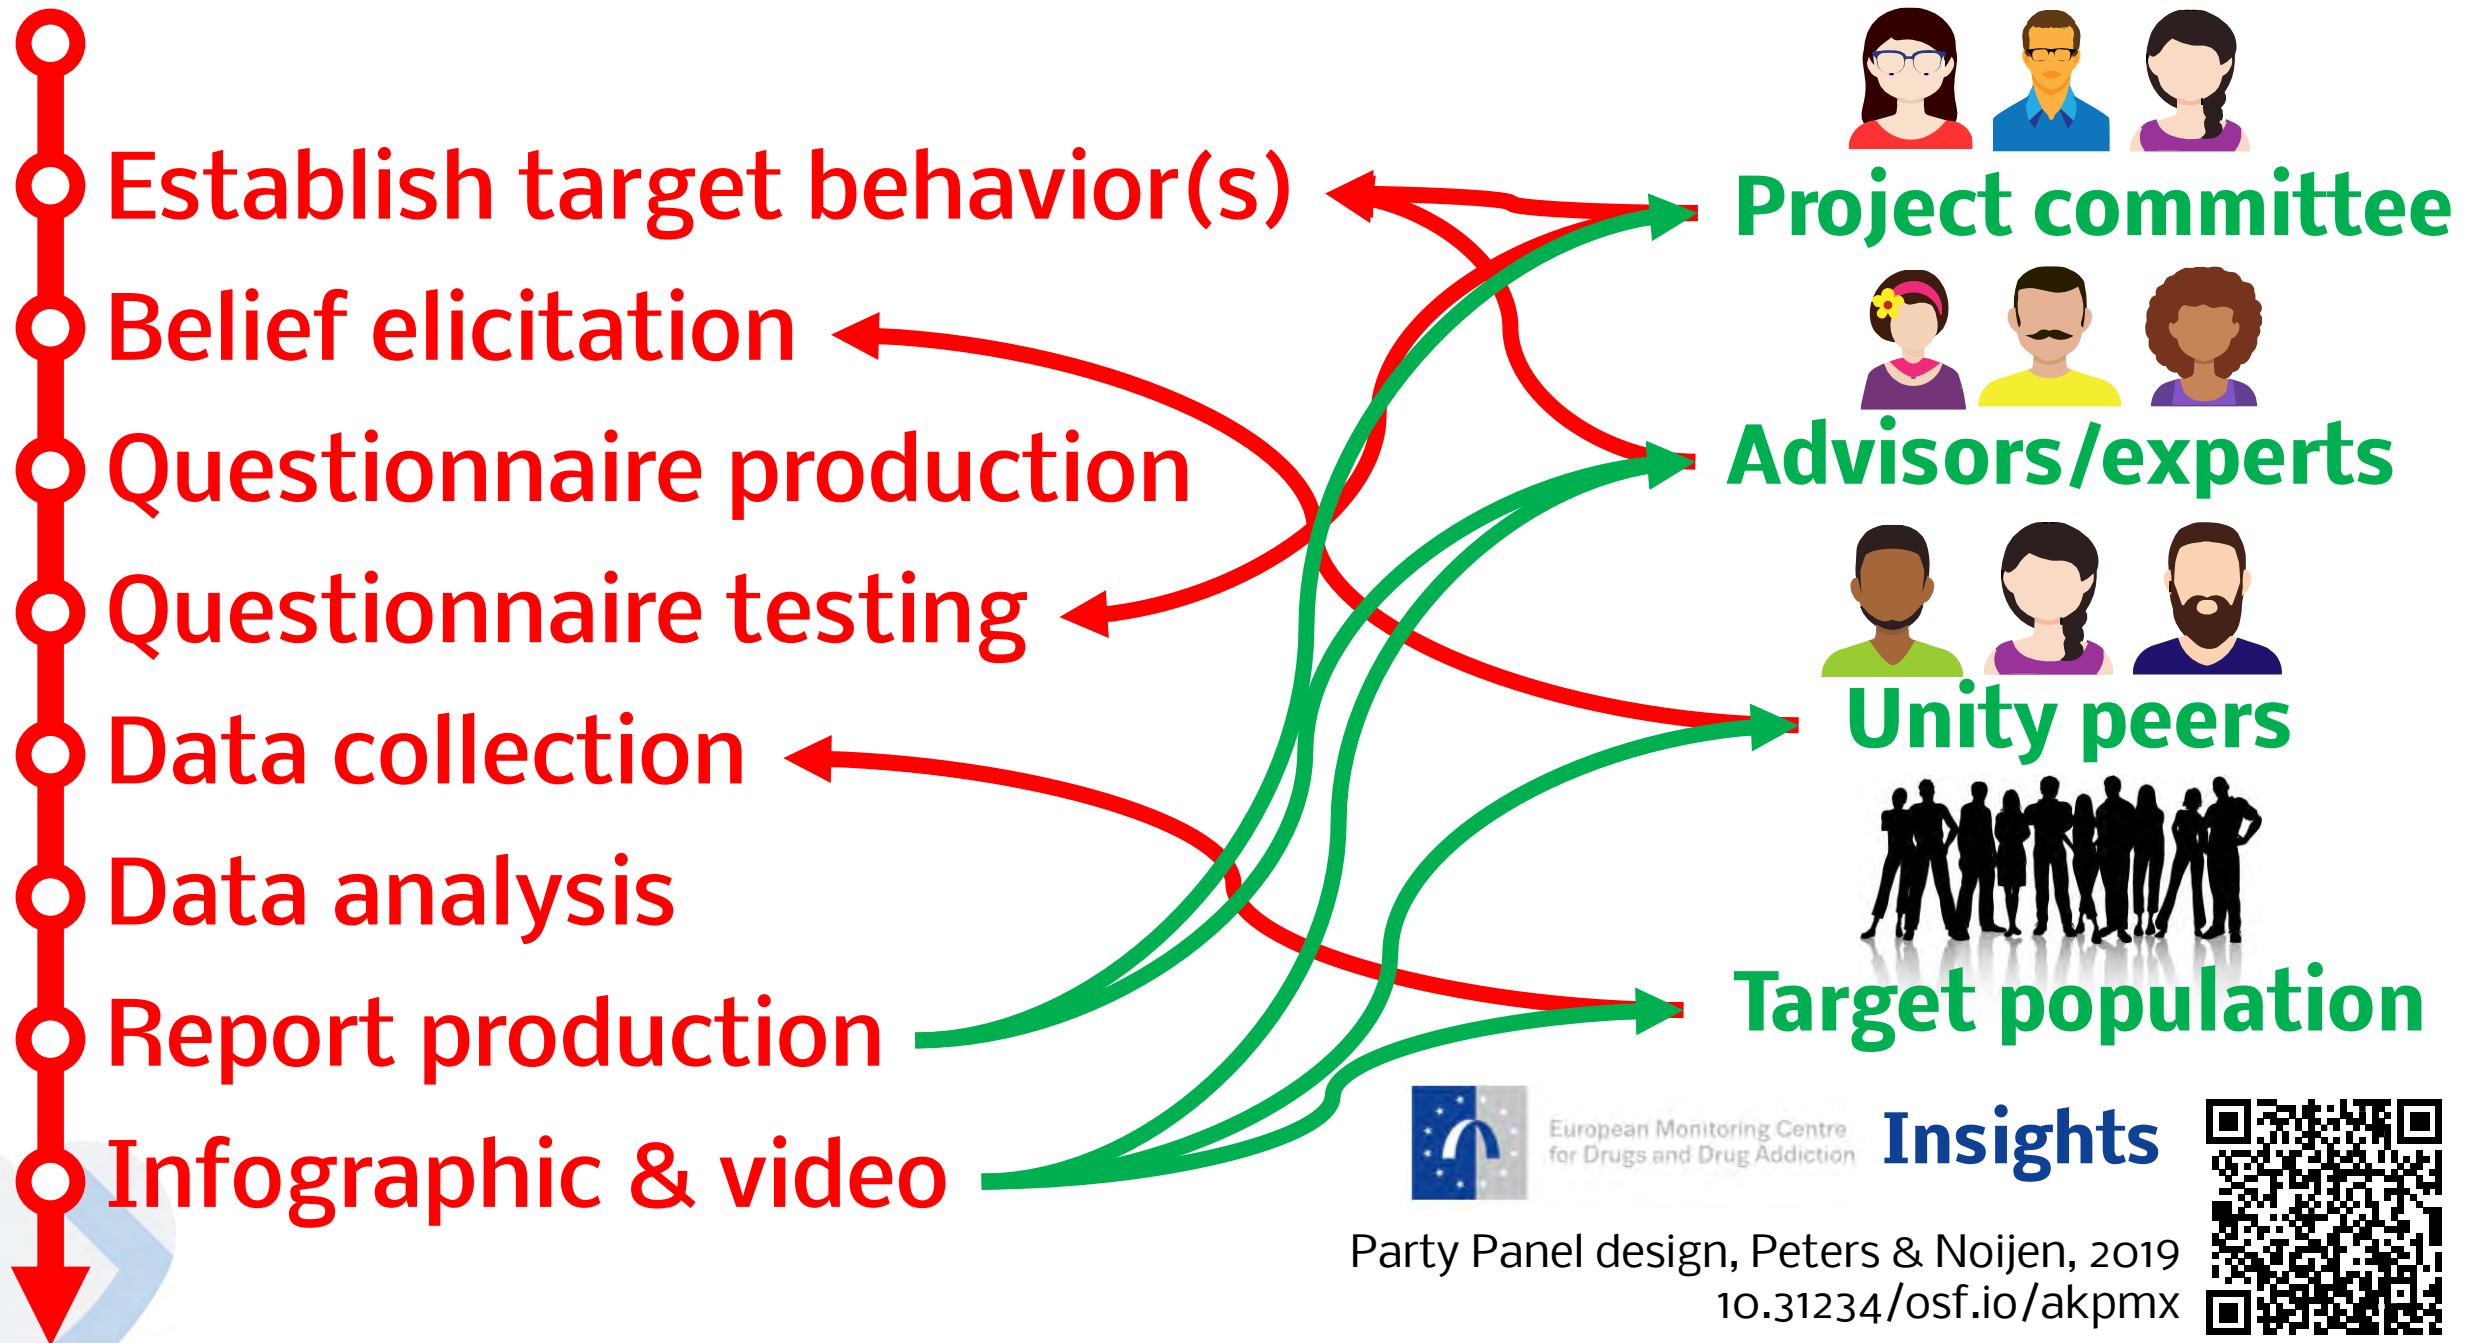 Establish target behavior(s)
Belief elicitation
Questionnaire production
Questionnaire testing
Data collection
Data analysis
Report production
Infographic & video
Project committee
Advisors/experts
Unity peers
Target population
European Monitoring Centre
for Drugs and Drug Addiction
Insights
Party Panel design, Peters & Noijen, 2019
10.31234/osf.io/akpmx